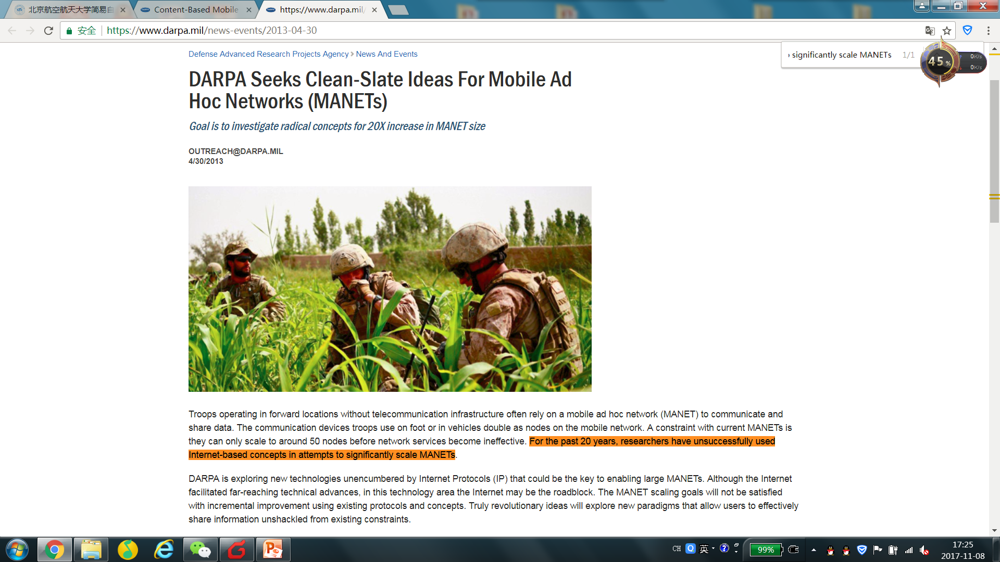 北京航空航天大学简易自
Content-Based Mobile
https://www.darpa.mil/
安全
https://www.darpa.mil/news-events/2013-04-30
significantly scale MANETs 1/1
45%
0K/s
0K/s
Defense Advanced Research Projects Agency > News And Events
DARPA Seeks Clean-Slate Ideas For Mobile Ad
Hoc Networks (MANETs)
Goal is to investigate radical concepts for 20X increase in MANET size
OUTREACH@DARPA.MIL
4/30/2013
Troops operating in forward locations without telecommunication infrastructure often rely on a mobile ad hoc network (MANET) to communicate and
share data. The communication devices troops use on foot or in vehicles double as nodes on the mobile network. A constraint with current MANETs is
they can only scale to around 50 nodes before network services become ineffective. For the past 20 years, researchers have unsuccessfully used
Internet-based concepts in attempts to significantly scale MANETs.
DARPA is exploring new technologies unencumbered by Internet Protocols (IP) that could be the key to enabling large MANETs. Although the Internet
facilitated far-reaching technical advances, in this technology area the Internet may be the roadblock. The MANET scaling goals will not be satisfied
with incremental improvement using existing protocols and concepts. Truly revolutionary ideas will explore new paradigms that allow users to effectively
share information unshackled from existing constraints.
CH 英
99%
17:25
2017-11-08